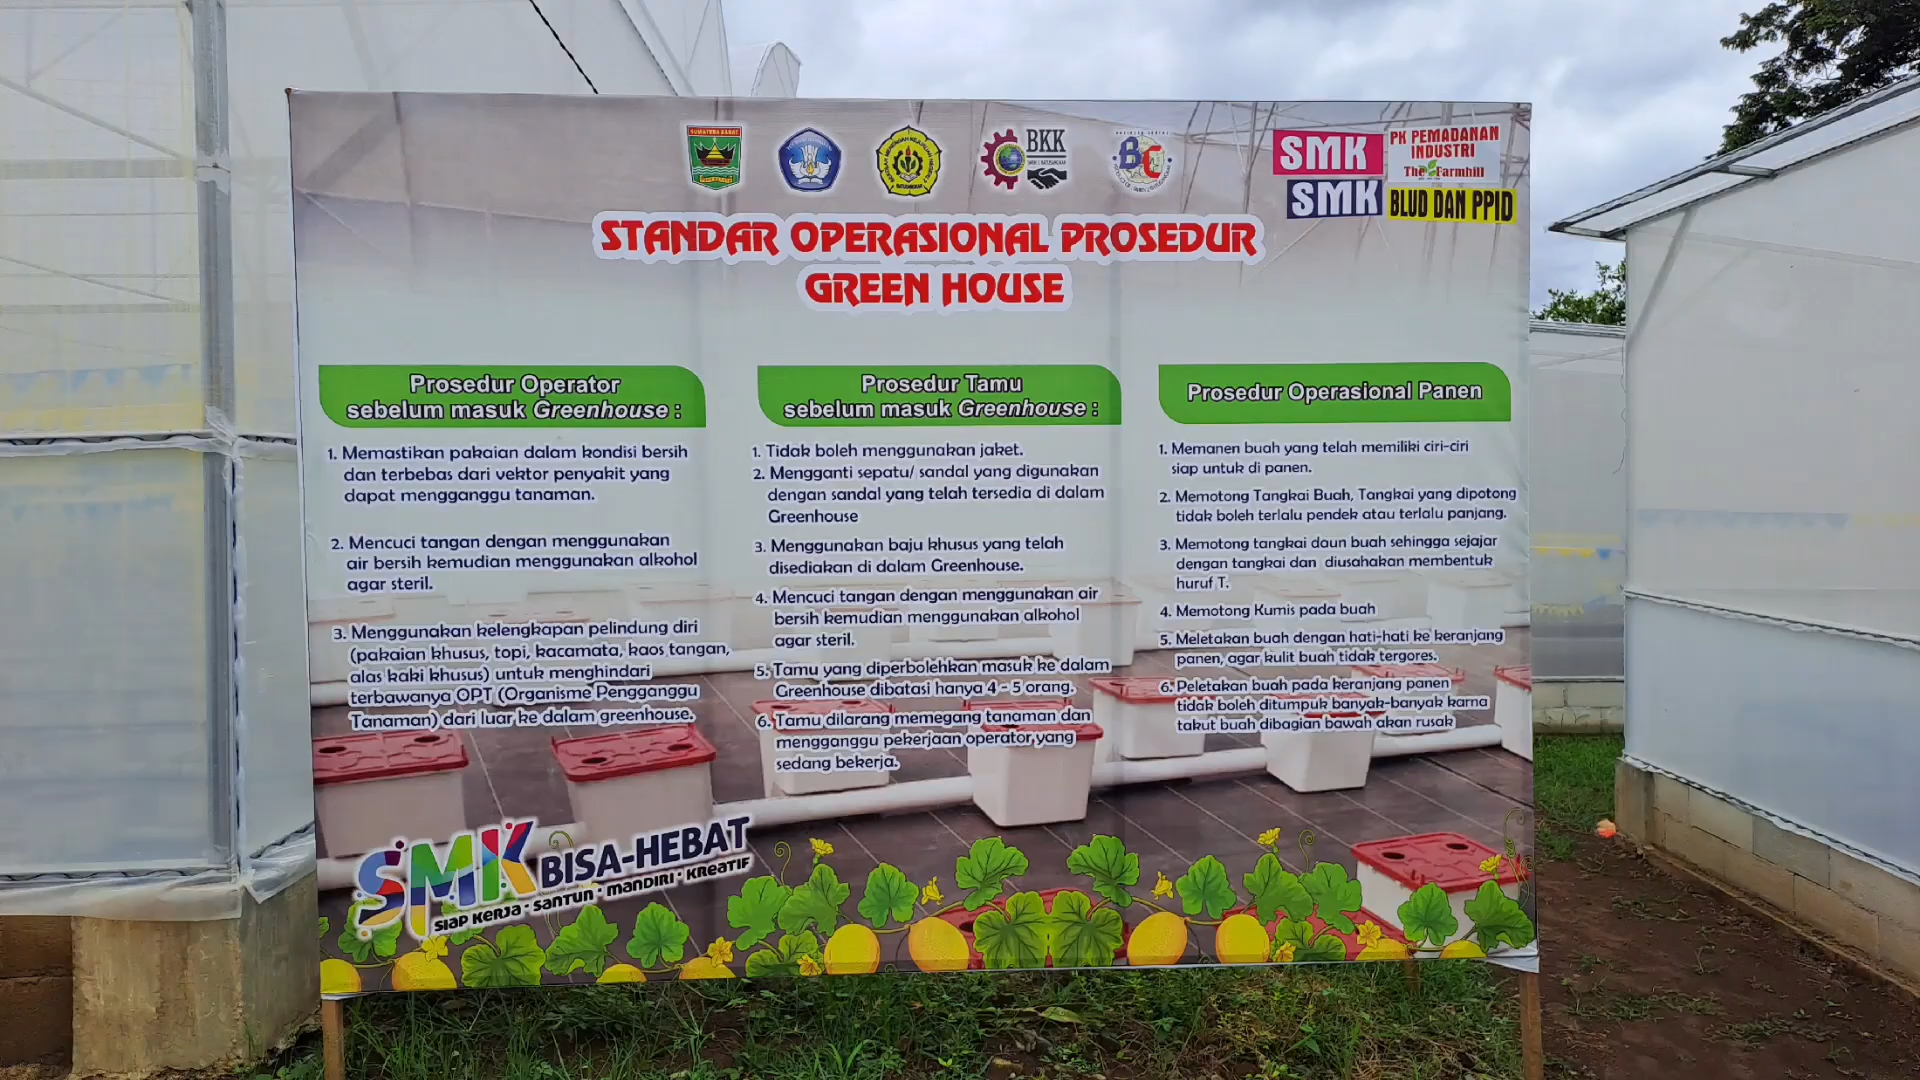 SUMATERA BARAT
BKK
BC
SMK
PK PEMADANAN
INDUSTRI
The Farmhill
SMK
BLUD DAN PPID
STANDAR OPERASIONAL PROSEDUR
GREEN HOUSE
Prosedur Operator
sebelum masuk Greenhouse :
1. Memastikan pakaian dalam kondisi bersih
dan terbebas dari vektor penyakit yang
dapat mengganggu tanaman.
2. Mencuci tangan dengan menggunakan
air bersih kemudian menggunakan alkohol
agar steril.
3. Menggunakan kelengkapan pelindung diri
(pakaian khusus, topi, kacamata, kaos tangan,
alas kaki khusus) untuk menghindari
terbawanya OPT (Organisme Pengganggu
Tanaman) dari luar ke dalam greenhouse.
Prosedur Tamu
sebelum masuk Greenhouse :
1. Tidak boleh menggunakan jaket.
2. Mengganti sepatu/ sandal yang digunakan
dengan sandal yang telah tersedia di dalam
Greenhouse
3. Menggunakan baju khusus yang telah
disediakan di dalam Greenhouse.
4. Mencuci tangan dengan menggunakan air
bersih kemudian menggunakan alkohol
agar steril.
5. Tamu yang diperbolehkan masuk ke dalam
Greenhouse dibatasi hanya 4 - 5 orang.
6. Tamu dilarang memegang tanaman dan
mengganggu pekerjaan operator yang
sedang bekerja.
Prosedur Operasional Panen
1. Memanen buah yang telah memiliki ciri-ciri
siap untuk di panen.
2. Memotong Tangkai Buah, Tangkai yang dipotong
tidak boleh terlalu pendek atau terlalu panjang.
3. Memotong tangkai daun buah sehingga sejajar
dengan tangkai dan diusahakan membentuk
huruf T.
4. Memotong Kumis pada buah
5. Meletakan buah dengan hati-hati ke keranjang
panen, agar kulit buah tidak tergores.
6. Peletakan buah pada keranjang panen
tidak boleh ditumpuk banyak-banyak karna
takut buah dibagian bawah akan rusak
SMK BISA-HEBAT
SIAP KERJA · SANTUN · MANDIRI · KREATIF